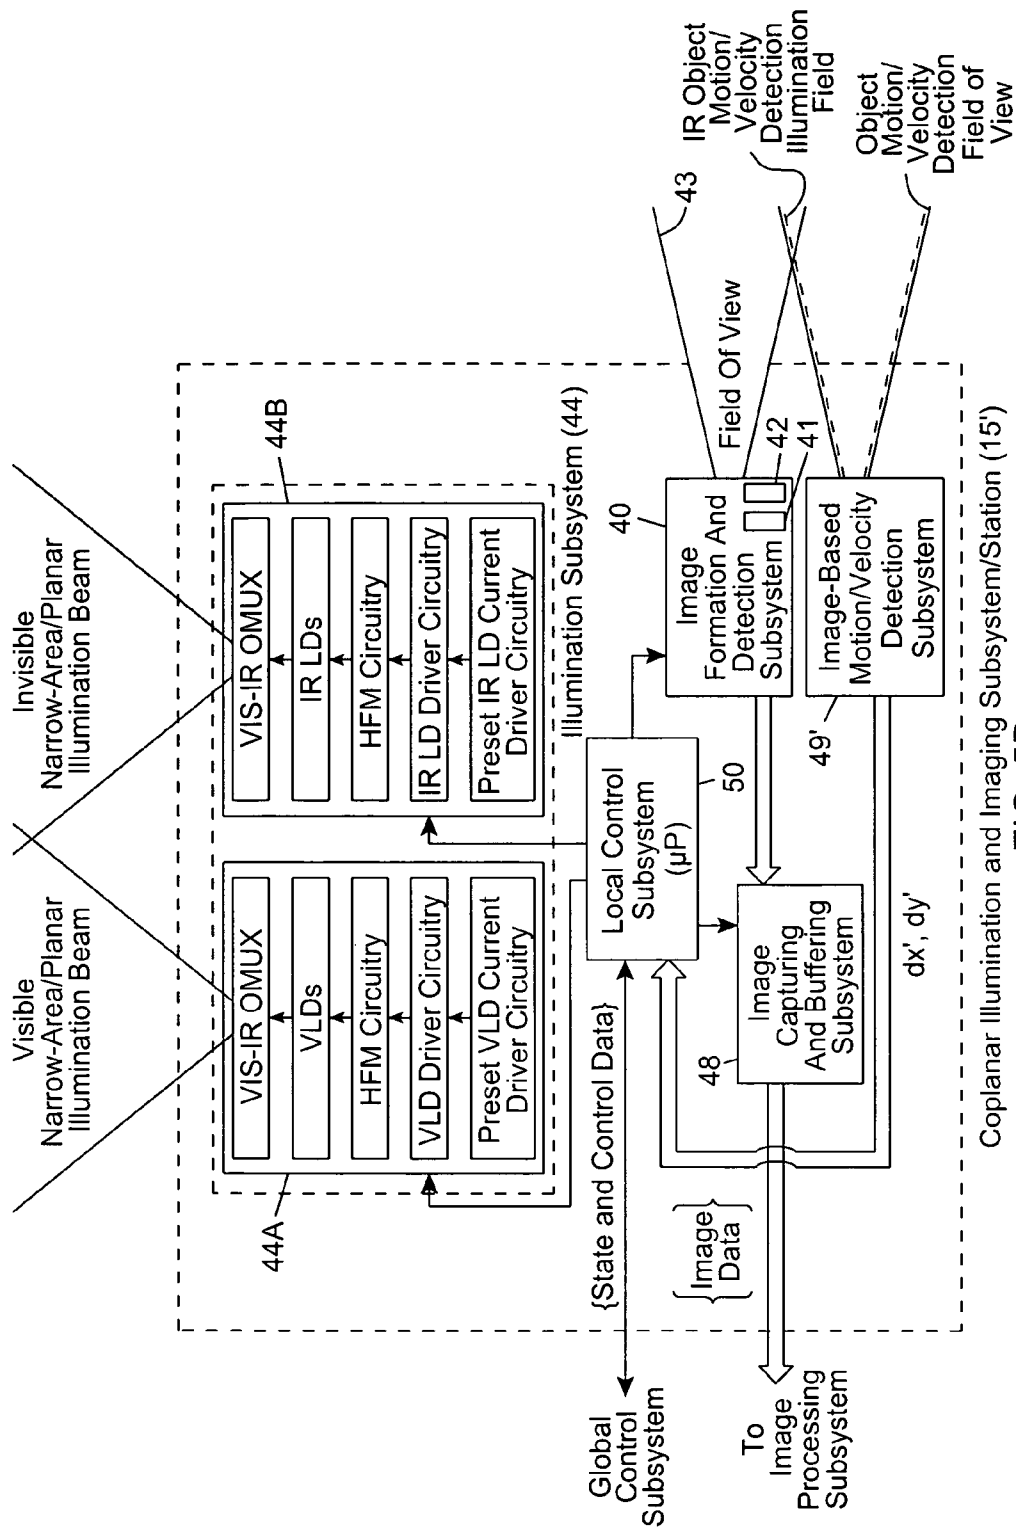 Visible
Narrow-Area/Planar
Illumination Beam
Invisible
Narrow-Area/Planar
Illumination Beam
44A
VIS-IR OMUX
VLDs
HFM Circuitry
VLD Driver Circuitry
Preset VLD Current
Driver Circuitry
44B
VIS-IR OMUX
IR LDs
HFM Circuitry
IR LD Driver Circuitry
Preset IR LD Current
Driver Circuitry
Illumination Subsystem (44)
Global
Control
Subsystem
{State and Control Data}
Local Control
Subsystem
(µP)
50
40
Image
Formation And
Detection
Subsystem
42
41
Field Of View
43
IR Object
Motion/
Velocity
Detection
Illumination
Field
To
Image
Processing
Subsystem
{Image
Data}
48
Image
Capturing
And Buffering
Subsystem
49'
Image-Based
Motion/Velocity
Detection
Subsystem
Object
Motion/
Velocity
Detection
Field of
View
dx', dy'
Coplanar Illumination and Imaging Subsystem/Station (15')